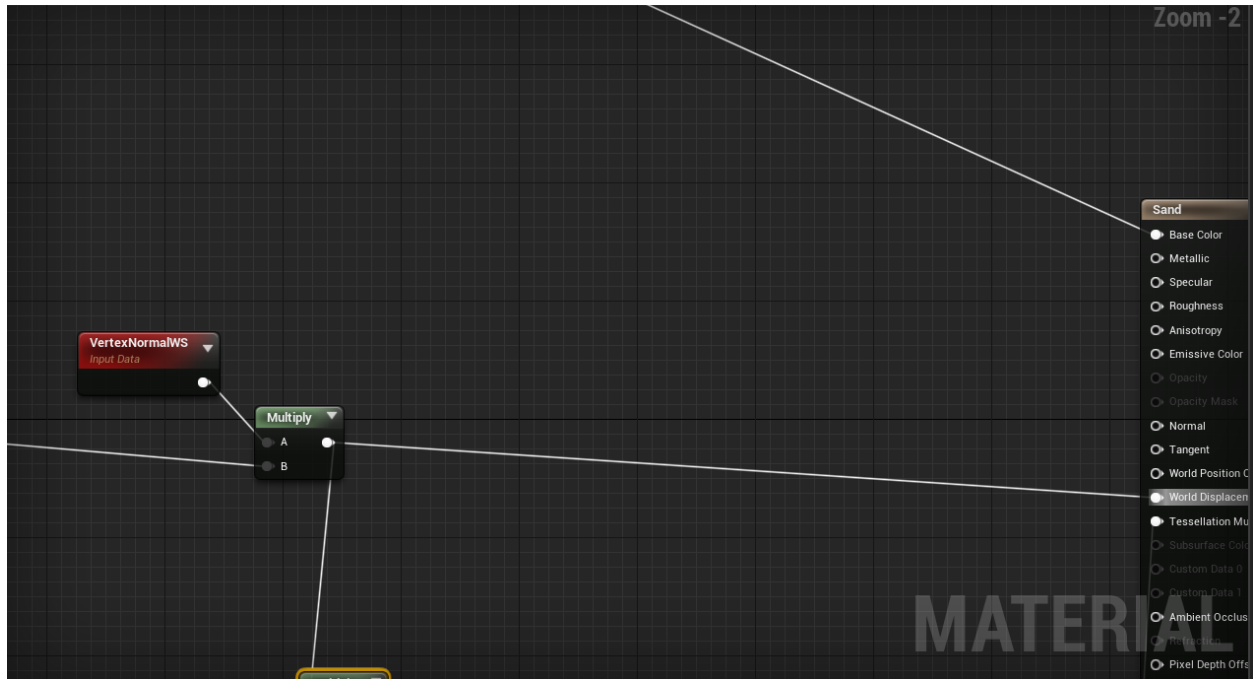 Zoom -2
Sand
Base Color
Metallic
Specular
Roughness
Anisotropy
Emissive Color
Opacity
Opacity Mask
Normal
Tangent
World Position
World Displacem
Tessellation Mu
Subsurface Colo
Custom Data 0
Custom Data 1
Ambient Occlus
Refraction
Pixel Depth Offs
VertexNormalWS
Input Data
Multiply
A
B
MATERIAL